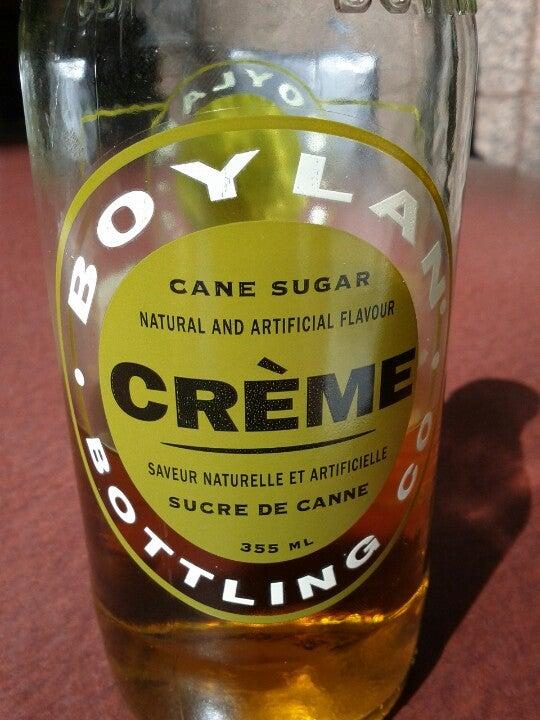 BOYLAN
CANE SUGAR
NATURAL AND ARTIFICIAL FLAVOUR
CRÈME
SAVEUR NATURELLE ET ARTIFICIELLE
SUCRE DE CANNE
355 ML
BOTTLING CO.